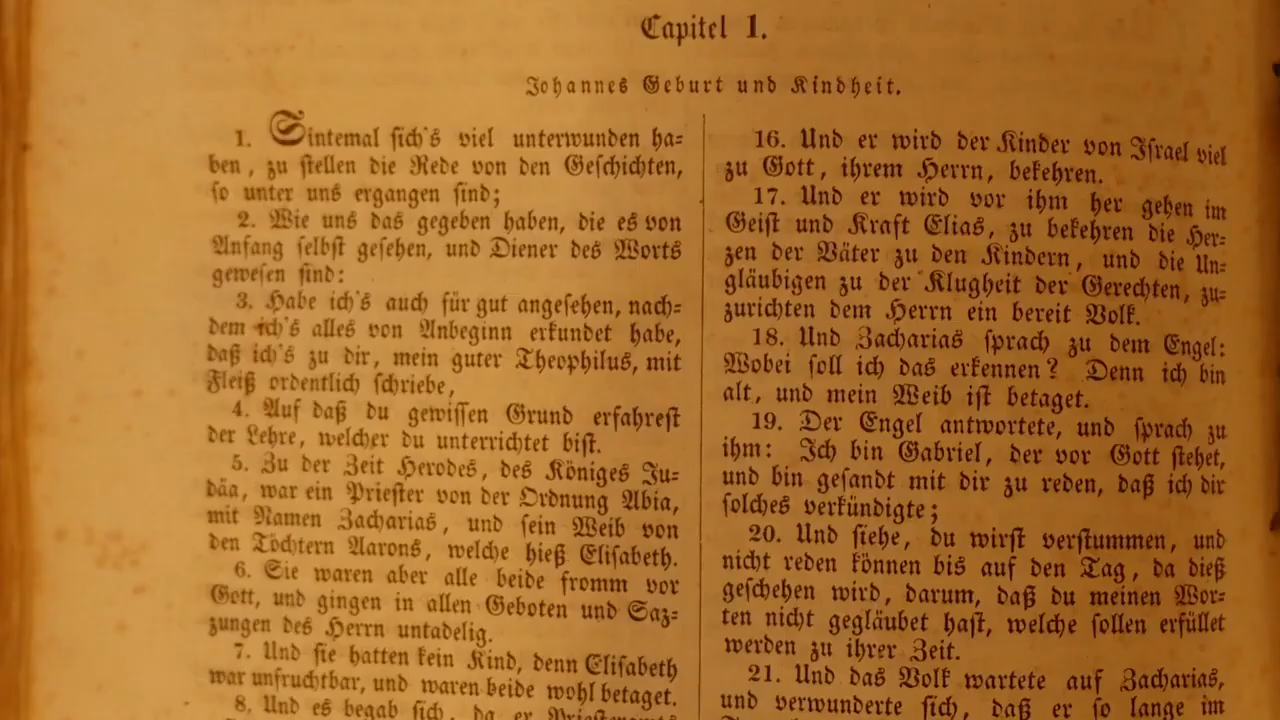 Capitel 1.
Johannes Geburt und Kindheit.
1. Sintemal sich's viel unterwunden ha=
ben, zu stellen die Rede von den Geschichten,
so unter uns ergangen sind;
2. Wie uns das gegeben haben, die es von
Anfang selbst gesehen, und Diener des Worts
gewesen sind:
3. Habe ich's auch für gut angesehen, nach=
dem ich's alles von Anbeginn erkundet habe,
daß ich's zu dir, mein guter Theophilus, mit
Fleiß ordentlich schriebe,
4. Auf daß du gewissen Grund erfahrest
der Lehre, welcher du unterrichtet bist.
5. Zu der Zeit Herodes, des Königes Ju=
däa, war ein Priester von der Ordnung Abia,
mit Namen Zacharias, und sein Weib von
den Töchtern Aarons, welche hieß Elisabeth.
6. Sie waren aber alle beide fromm vor
Gott, und gingen in allen Geboten und Saz=
zungen des Herrn untadelig.
7. Und sie hatten kein Kind, denn Elisabeth
war unfruchtbar, und waren beide wohl betaget.
8. Und es begab sich, da er Priesteramts
16. Und er wird der Kinder von Israel viel
zu Gott, ihrem Herrn, bekehren.
17. Und er wird vor ihm her gehen im
Geist und Kraft Elias, zu bekehren die Her=
zen der Väter zu den Kindern, und die Un=
gläubigen zu der Klugheit der Gerechten, zu=
zurichten dem Herrn ein bereit Volk.
18. Und Zacharias sprach zu dem Engel:
Wobei soll ich das erkennen? Denn ich bin
alt, und mein Weib ist betaget.
19. Der Engel antwortete, und sprach zu
ihm: Ich bin Gabriel, der vor Gott stehet,
und bin gesandt mit dir zu reden, daß ich dir
solches verkündigte;
20. Und siehe, du wirst verstummen, und
nicht reden können bis auf den Tag, da dieß
geschehen wird, darum, daß du meinen Wor=
ten nicht gegläubet hast, welche sollen erfüllet
werden zu ihrer Zeit.
21. Und das Volk wartete auf Zacharias,
und verwunderte sich, daß er so lange im